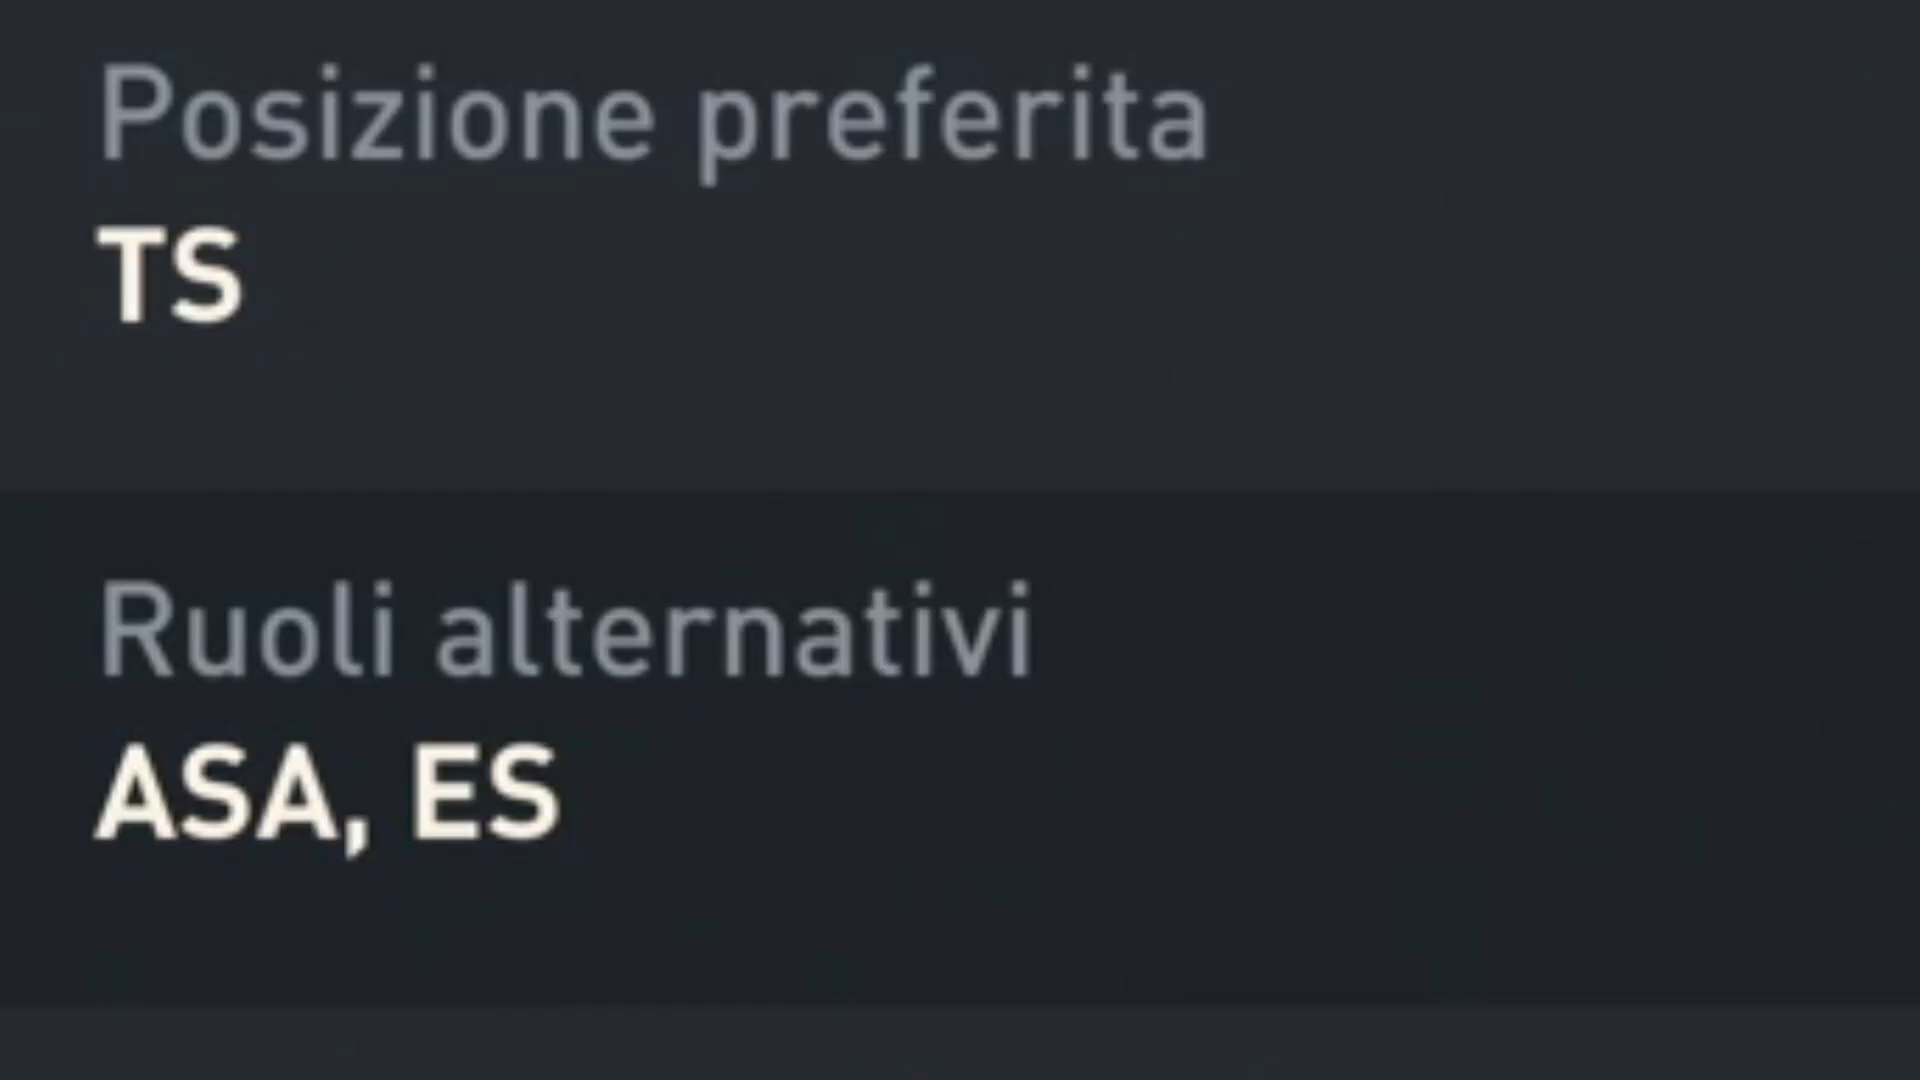 Posizione preferita
TS
Ruoli alternativi
ASA, ES